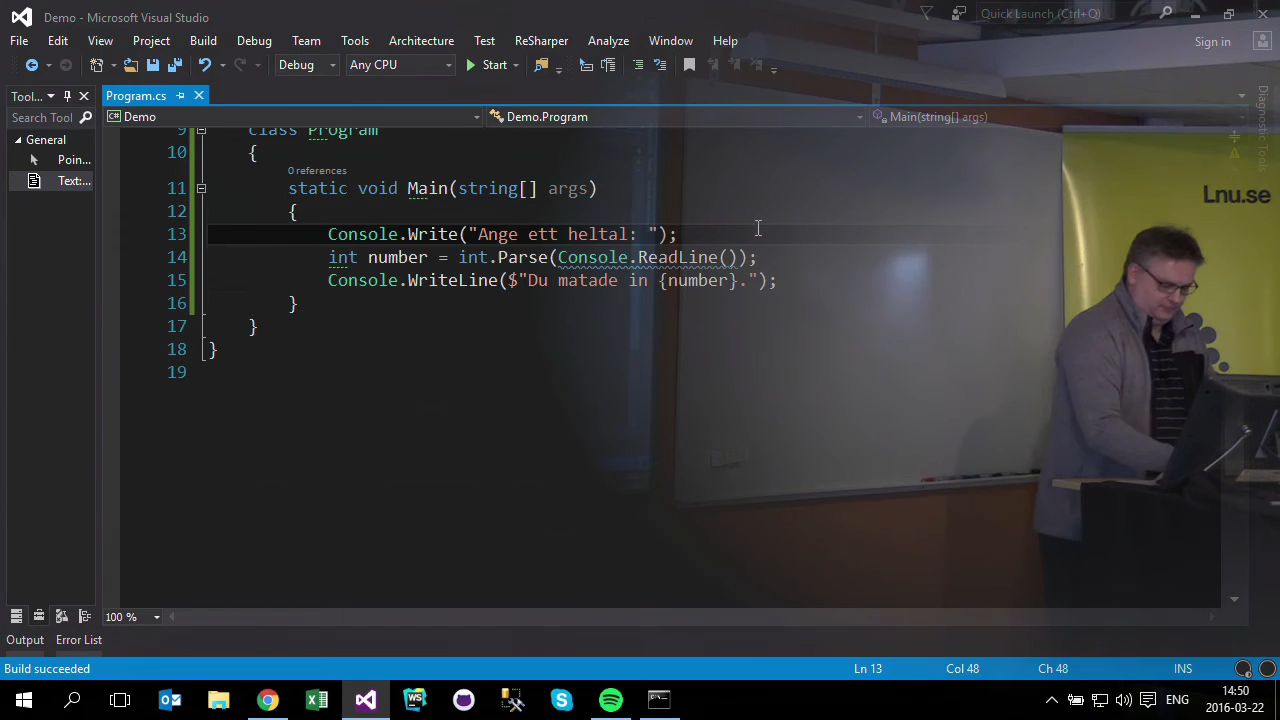 Demo - Microsoft Visual Studio
Quick Launch (Ctrl+Q)
File Edit View Project Build Debug Team Tools Architecture Test ReSharper Analyze Window Help
Sign in
Debug Any CPU Start
Tool... Program.cs
Search Tool Demo Demo.Program Main(string[] args)
General
Poin...
Text:...
Diagnostic Tools
Lnu.se
9 class Program
10 {
0 references
11 static void Main(string[] args)
12 {
13 Console.Write("Ange ett heltal: ");
14 int number = int.Parse(Console.ReadLine());
15 Console.WriteLine($"Du matade in {number}.");
16 }
17 }
18 }
19
100 %
Output Error List
Build succeeded Ln 13 Col 48 Ch 48 INS
ENG 14:50
2016-03-22